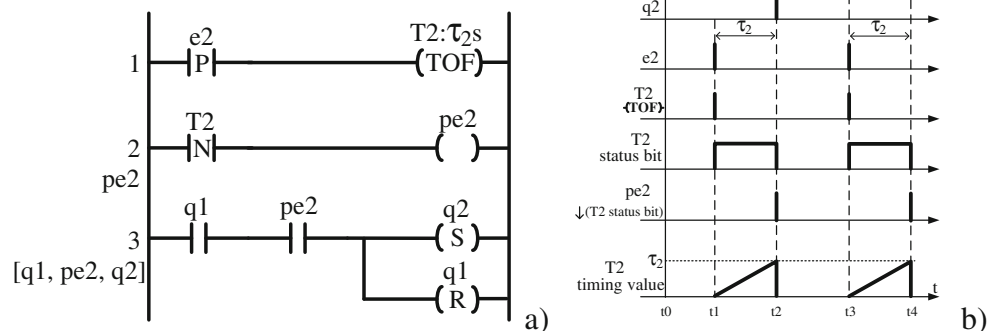 e2
T2:τ2s
1
P
(TOF)
T2
pe2
2
N
pe2
q1
pe2
q2
3
S
[q1, pe2, q2]
q1
R
a)
q2
τ2
τ2
e2
T2
{TOF}
T2
status bit
pe2
↓(T2 status bit)
τ2
T2
timing value
t
t0
t1
t2
t3
t4
b)